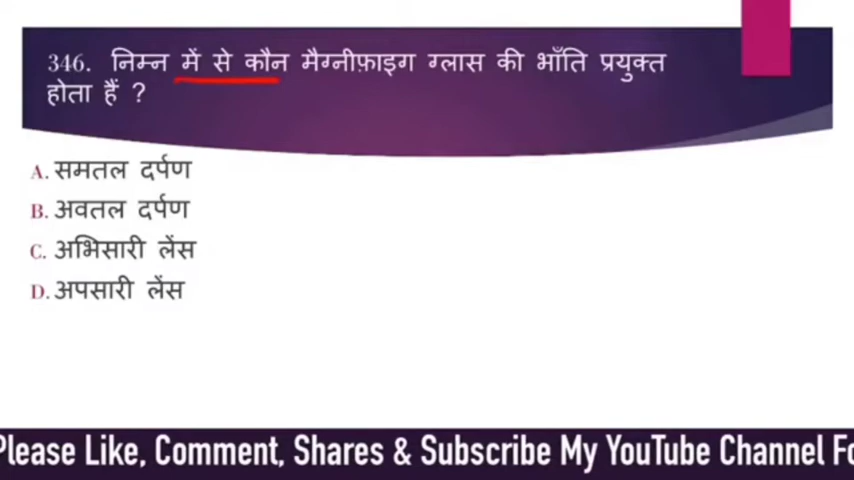 346. निम्न में से कौन मैग्नीफ़ाइग ग्लास की भाँति प्रयुक्त
होता हैं ?
A. समतल दर्पण
B. अवतल दर्पण
C. अभिसारी लेंस
D. अपसारी लेंस
Please Like, Comment, Shares & Subscribe My YouTube Channel Fo